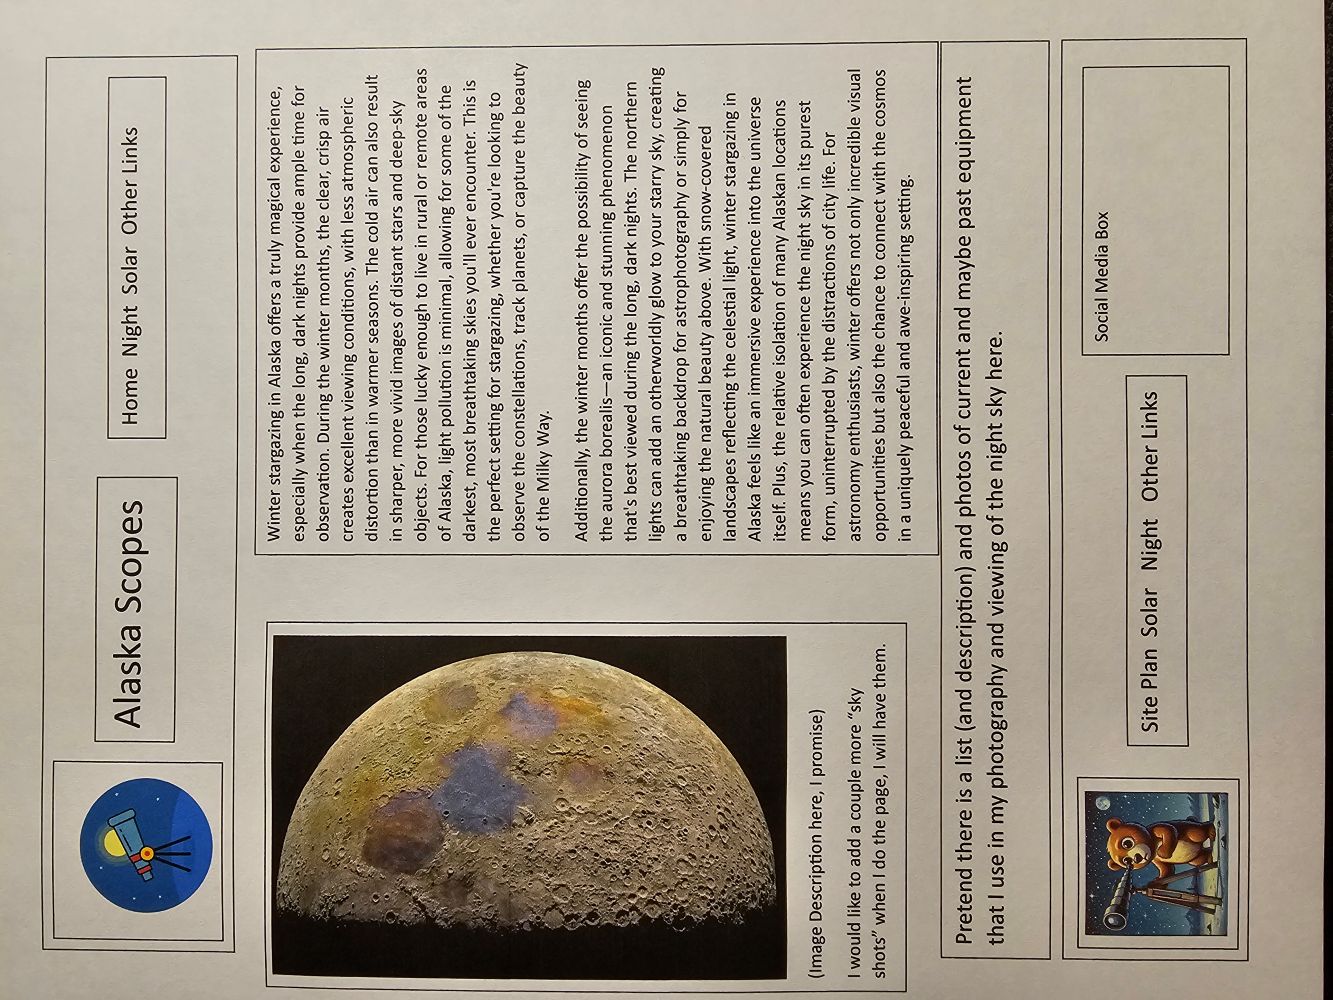 Alaska Scopes
Home Night Solar Other Links
Winter stargazing in Alaska offers a truly magical experience,
especially when the long, dark nights provide ample time for
observation. During the winter months, the clear, crisp air
creates excellent viewing conditions, with less atmospheric
distortion than in warmer seasons. The cold air can also result
in sharper, more vivid images of distant stars and deep-sky
objects. For those lucky enough to live in rural or remote areas
of Alaska, light pollution is minimal, allowing for some of the
darkest, most breathtaking skies you'll ever encounter. This is
the perfect setting for stargazing, whether you're looking to
observe the constellations, track planets, or capture the beauty
of the Milky Way.
Additionally, the winter months offer the possibility of seeing
the aurora borealis—an iconic and stunning phenomenon
that's best viewed during the long, dark nights. The northern
lights can add an otherworldly glow to your starry sky, creating
a breathtaking backdrop for astrophotography or simply for
enjoying the natural beauty above. With snow-covered
landscapes reflecting the celestial light, winter stargazing in
Alaska feels like an immersive experience into the universe
itself. Plus, the relative isolation of many Alaskan locations
means you can often experience the night sky in its purest
form, uninterrupted by the distractions of city life. For
astronomy enthusiasts, winter offers not only incredible visual
opportunities but also the chance to connect with the cosmos
in a uniquely peaceful and awe-inspiring setting.
(Image Description here, I promise)
I would like to add a couple more “sky
shots” when I do the page, I will have them.
Pretend there is a list (and description) and photos of current and maybe past equipment
that I use in my photography and viewing of the night sky here.
Site Plan Solar Night Other Links
Social Media Box